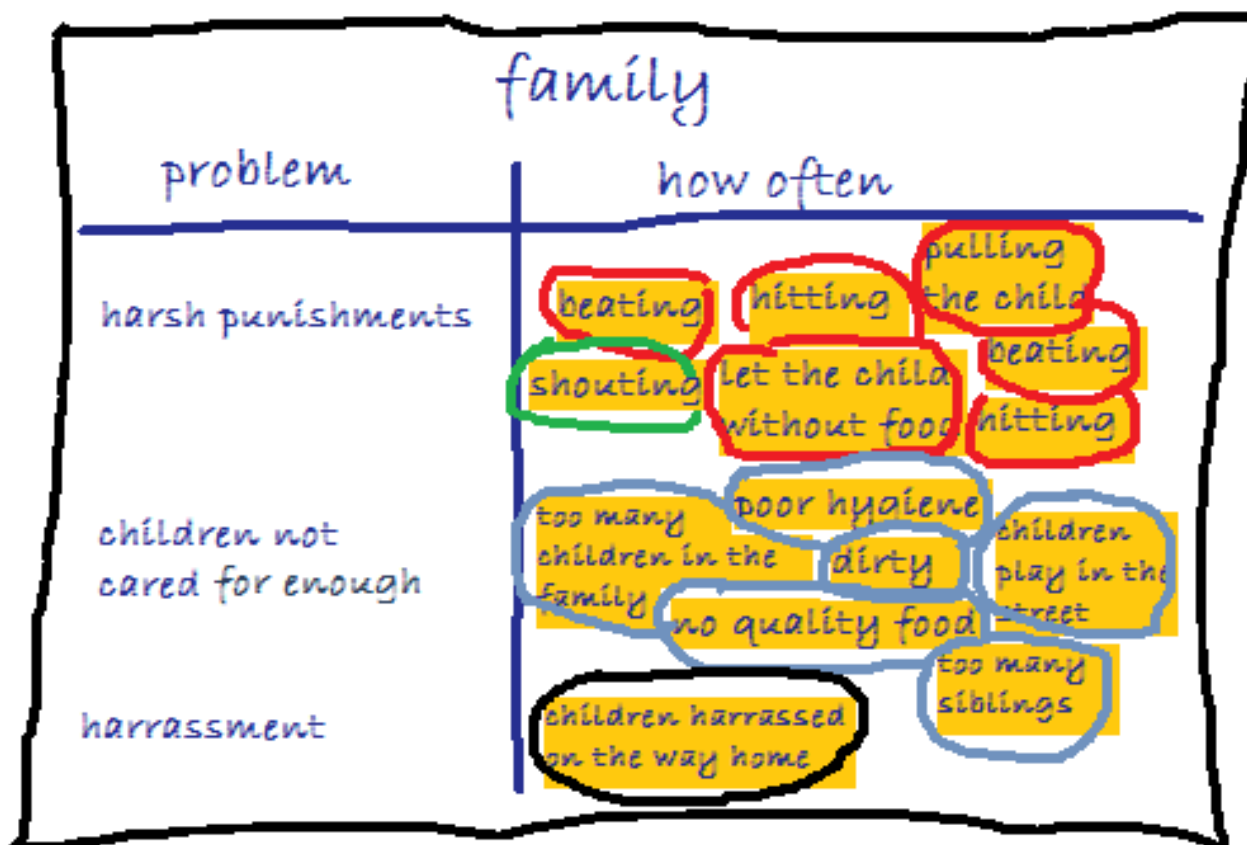 family
problem
how often
harsh punishments
beating
hitting
pulling
the child
beating
shouting
let the child
without food
hitting
children not
cared for enough
too many
children in the
family
poor hygiene
dirty
children
play in the
street
no quality food
too many
siblings
harrassment
children harrassed
on the way home